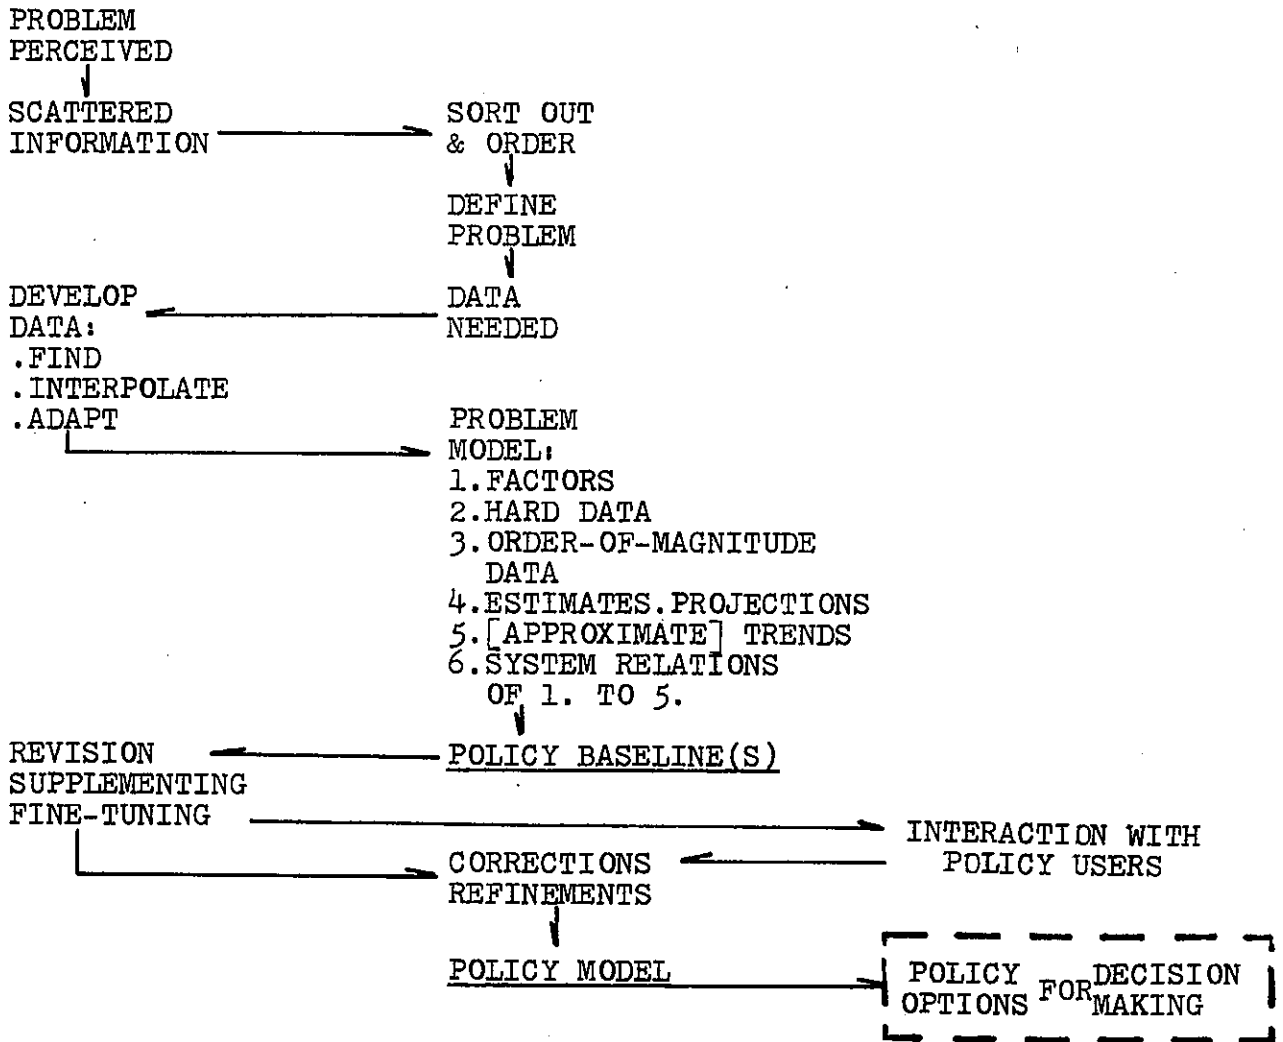 PROBLEM
PERCEIVED
SCATTERED
INFORMATION
SORT OUT
& ORDER
DEFINE
PROBLEM
DATA
NEEDED
DEVELOP
DATA:
.FIND
.INTERPOLATE
.ADAPT
PROBLEM
MODEL:
1.FACTORS
2.HARD DATA
3.ORDER-OF-MAGNITUDE
DATA
4.ESTIMATES.PROJECTIONS
5.[APPROXIMATE] TRENDS
6.SYSTEM RELATIONS
OF 1. TO 5.
POLICY BASELINE(S)
REVISION
SUPPLEMENTING
FINE-TUNING
INTERACTION WITH
POLICY USERS
CORRECTIONS
REFINEMENTS
POLICY MODEL
POLICY
OPTIONS
FOR
DECISION
MAKING